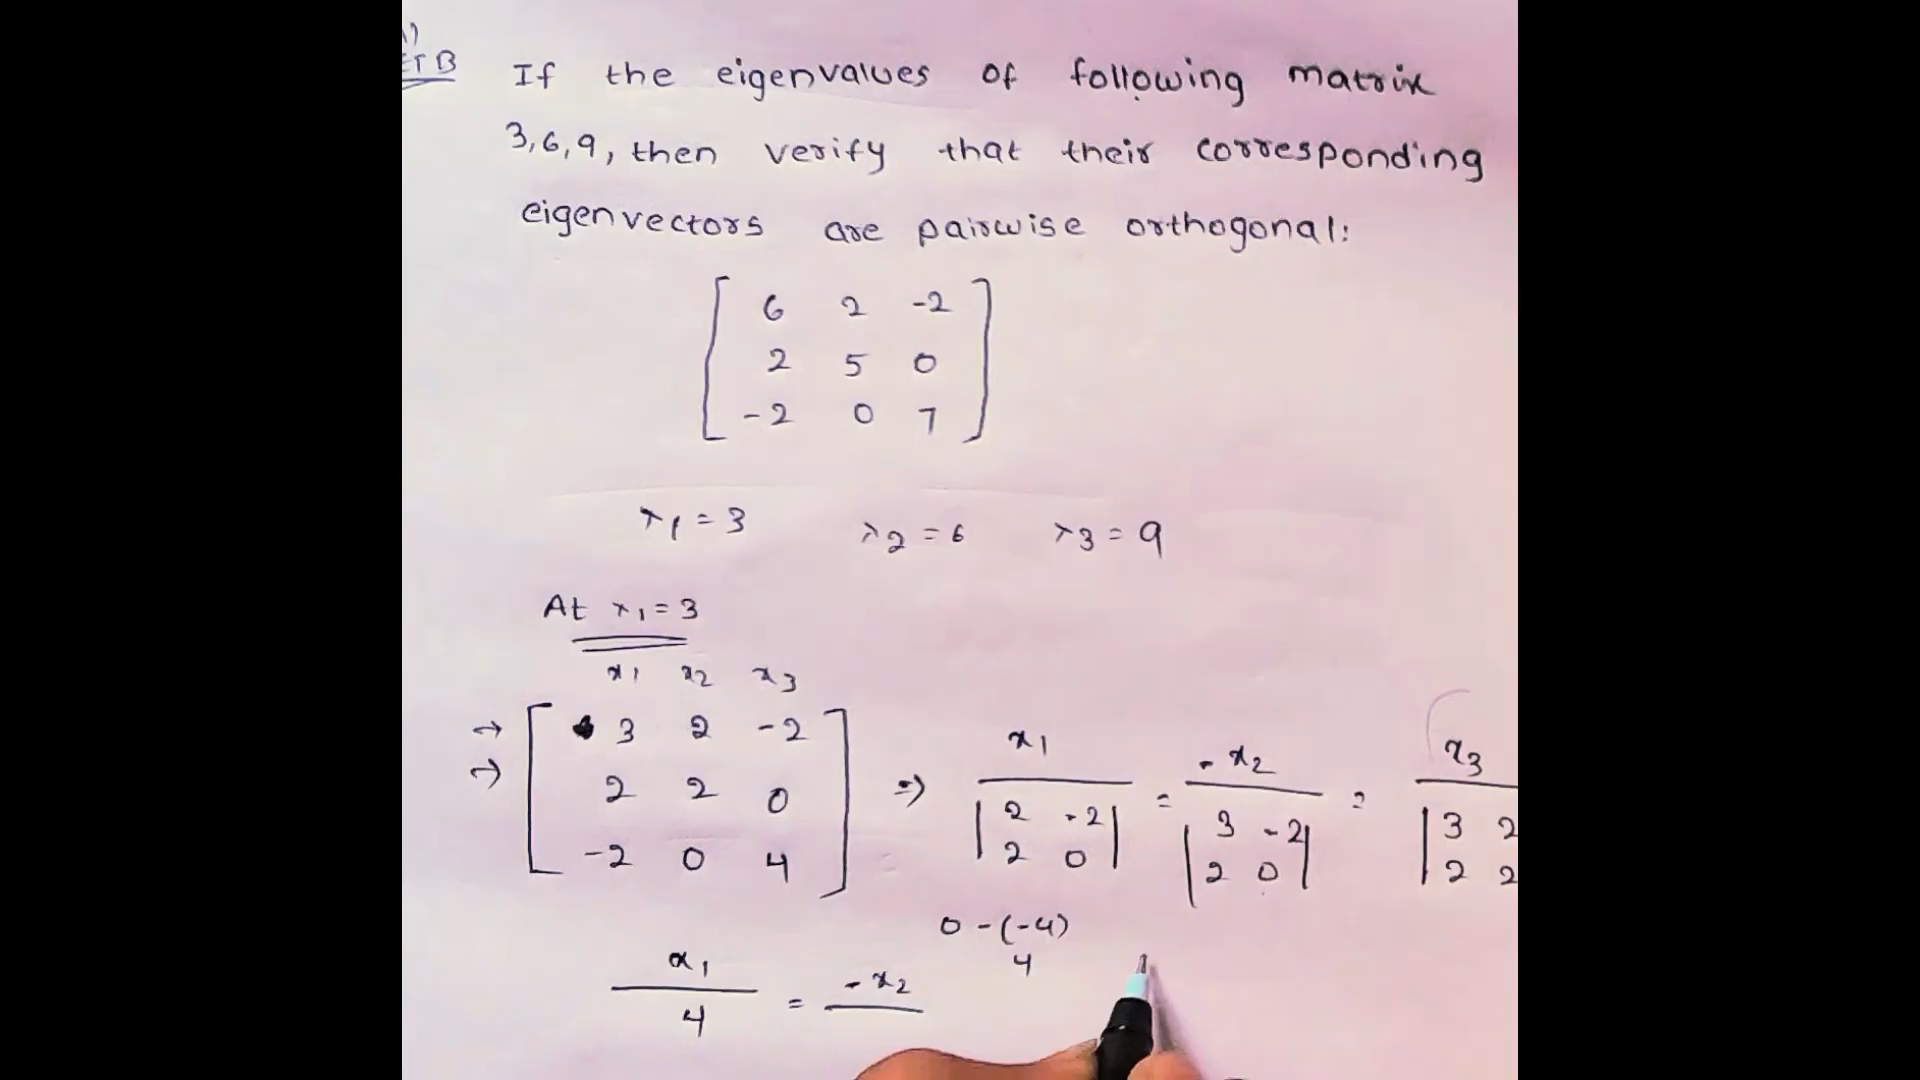 ET B If the eigenvalues of following matrix
3,6,9, then verify that their corresponding
eigenvectors are pairwise orthogonal:
6 2 -2
2 5 0
-2 0 7
λ1 = 3 λ2 = 6 λ3 = 9
At λ1 = 3
x1 x2 x3
→ 3 2 -2
→ 2 2 0
-2 0 4
⇒ x1 / |2 -2| = -x2 / |3 -2| = x3 / |3 2
|2 0| |2 0| |2 2
0 - (-4)
4
x1 / 4 = -x2